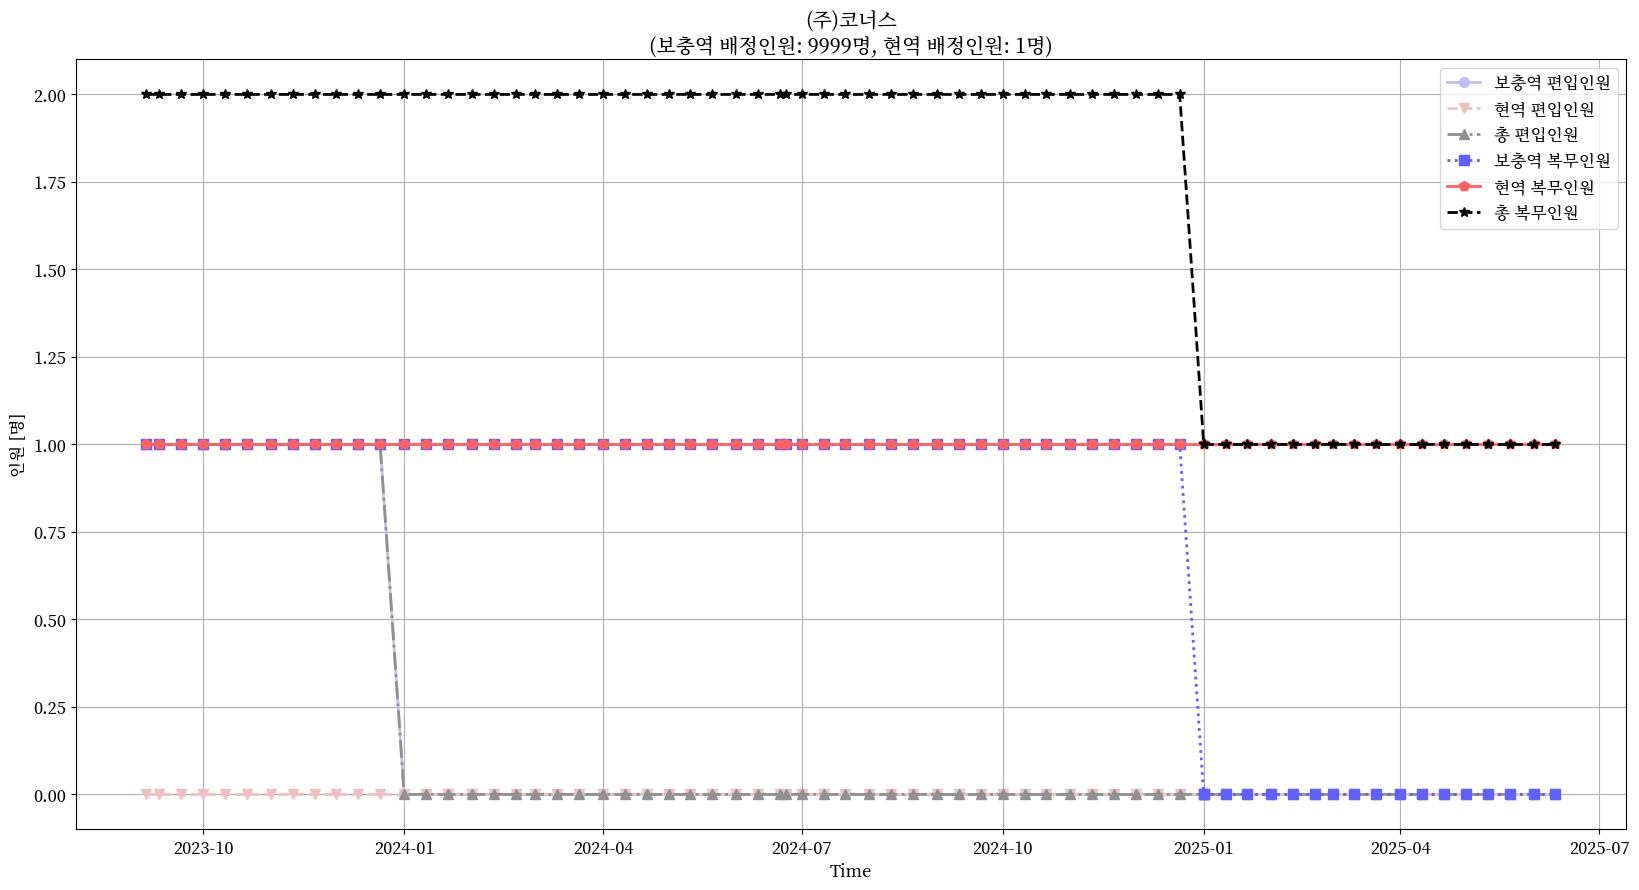 (주)코너스
(보충역 배정인원: 9999명, 현역 배정인원: 1명)
보충역 편입인원
현역 편입인원
총 편입인원
보충역 복무인원
현역 복무인원
총 복무인원
인원 [명]
2.00
1.75
1.50
1.25
1.00
0.75
0.50
0.25
0.00
2023-10
2024-01
2024-04
2024-07
2024-10
2025-01
2025-04
2025-07
Time